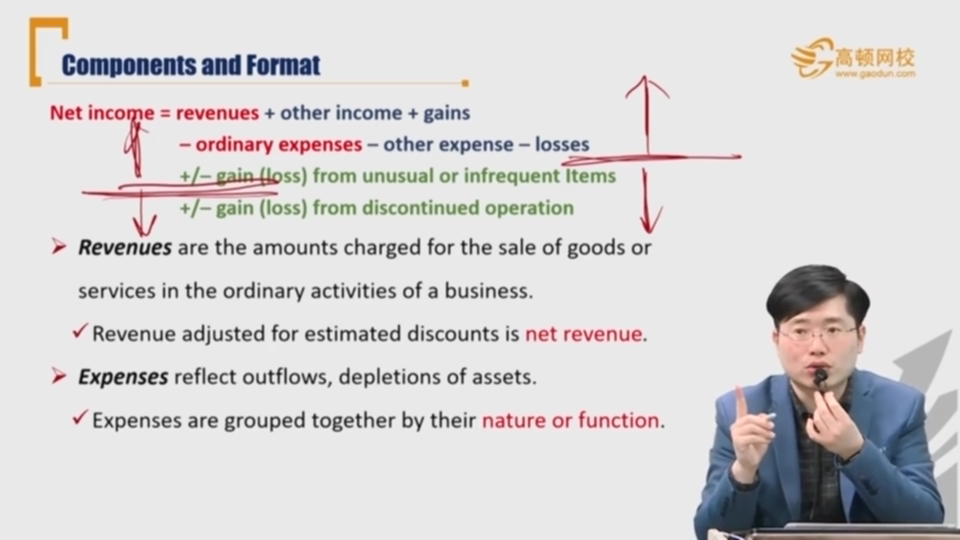 Components and Format
高顿网校
www.gaodun.com
Net income = revenues + other income + gains
– ordinary expenses – other expense – losses
+/– gain (loss) from unusual or infrequent Items
+/– gain (loss) from discontinued operation
Revenues are the amounts charged for the sale of goods or
services in the ordinary activities of a business.
Revenue adjusted for estimated discounts is net revenue.
Expenses reflect outflows, depletions of assets.
Expenses are grouped together by their nature or function.